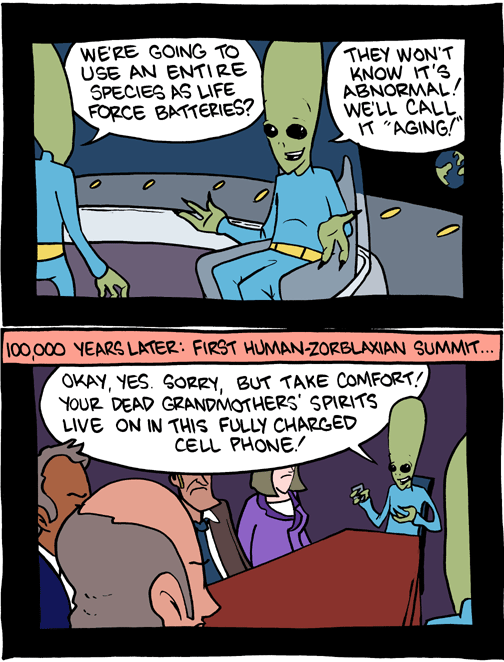 WE'RE GOING TO
USE AN ENTIRE
SPECIES AS LIFE
FORCE BATTERIES?
THEY WON'T
KNOW IT'S
ABNORMAL!
WE'LL CALL
IT "AGING!"
100,000 YEARS LATER: FIRST HUMAN-ZORBLAXIAN SUMMIT...
OKAY, YES. SORRY, BUT TAKE COMFORT!
YOUR DEAD GRANDMOTHERS' SPIRITS
LIVE ON IN THIS FULLY CHARGED
CELL PHONE!